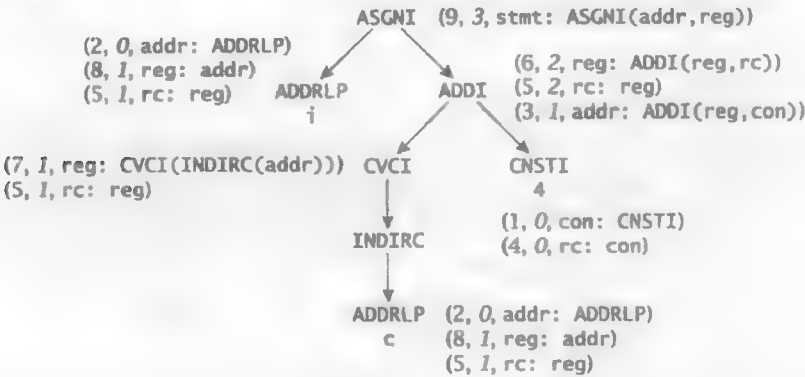 ASGNI (9, 3, stmt: ASGNI(addr,reg))
(2, 0, addr: ADDRLP)
(8, 1, reg: addr)
(5, 1, rc: reg)
ADDRLP
i
ADDI
(6, 2, reg: ADDI(reg,rc))
(5, 2, rc: reg)
(3, 1, addr: ADDI(reg,con))
(7, 1, reg: CVCI(INDIRC(addr))) CVCI
(5, 1, rc: reg)
CNSTI
4
(1, 0, con: CNSTI)
(4, 0, rc: con)
INDIRC
ADDRLP (2, 0, addr: ADDRLP)
c (8, 1, reg: addr)
(5, 1, rc: reg)